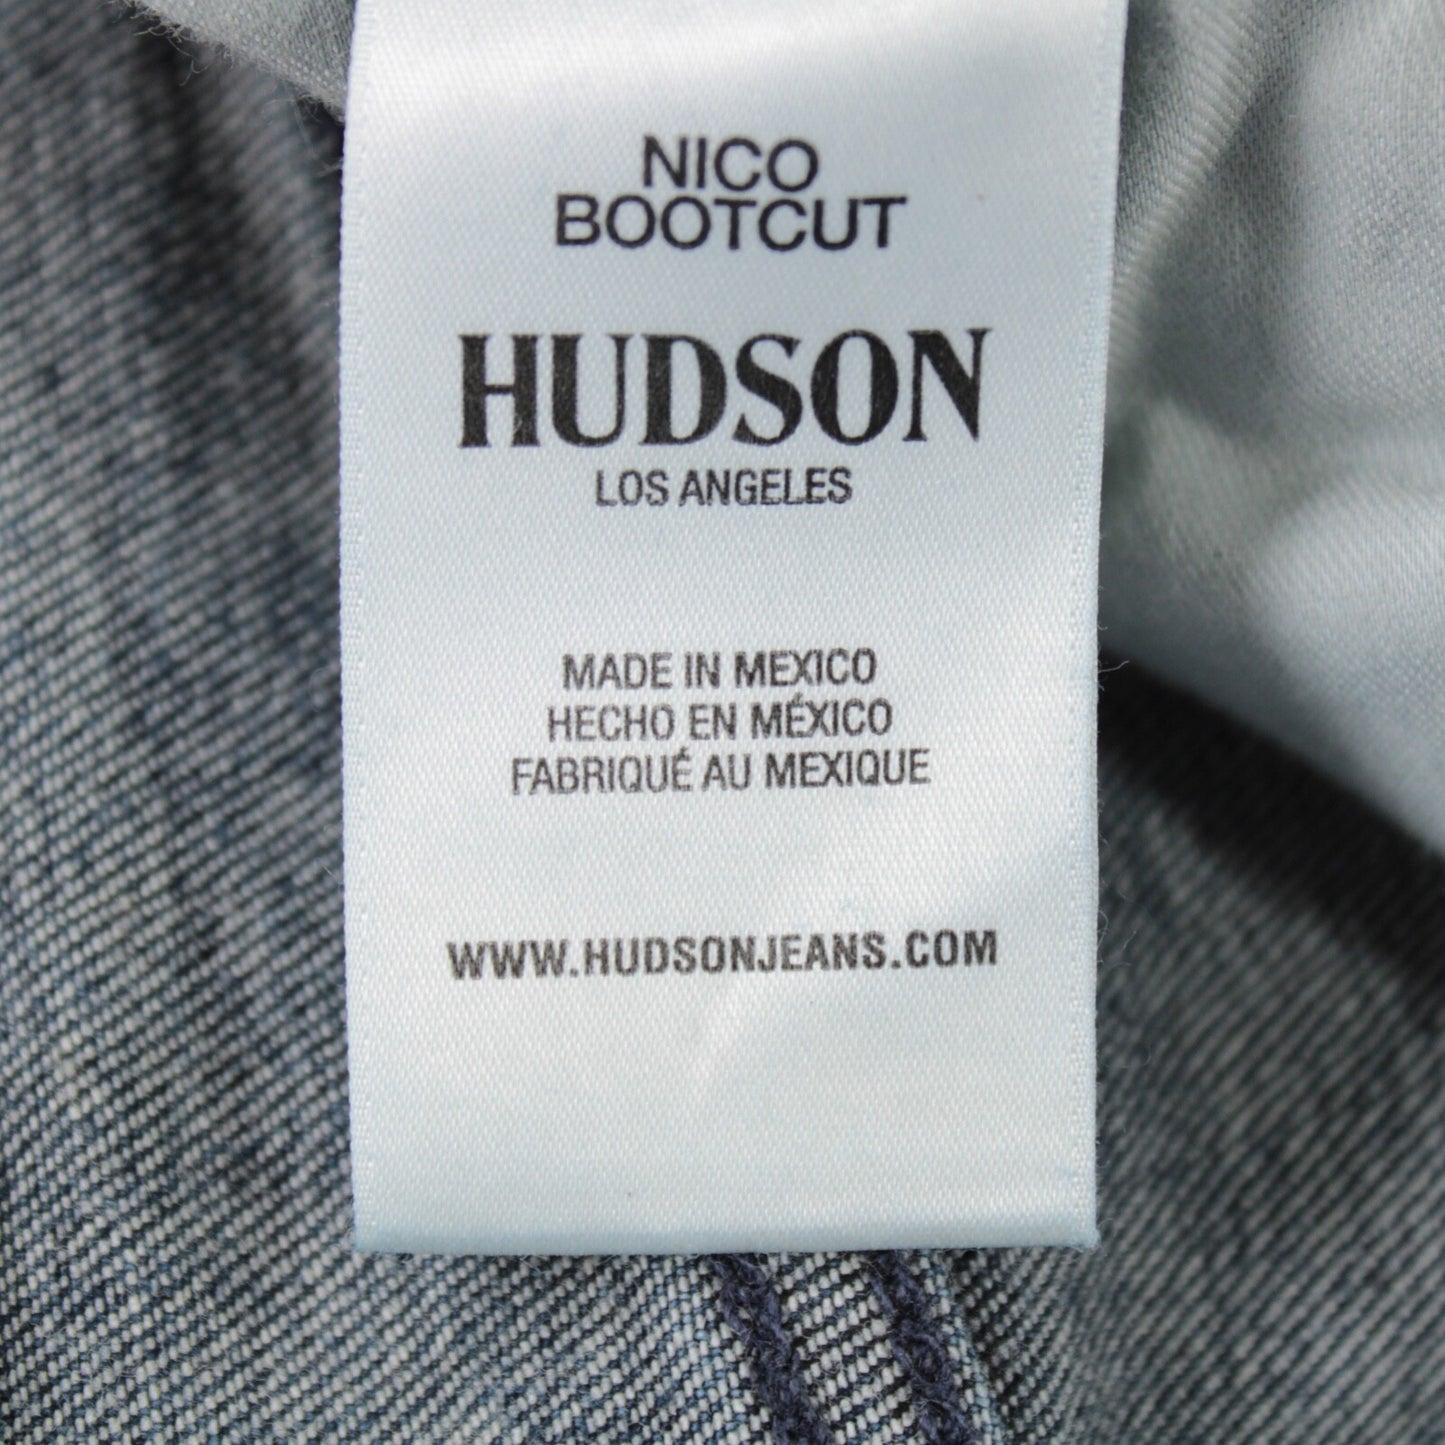 NICO
BOOTCUT
HUDSON
LOS ANGELES
MADE IN MEXICO
HECHO EN MÉXICO
FABRIQUÉ AU MEXIQUE
WWW.HUDSONJEANS.COM